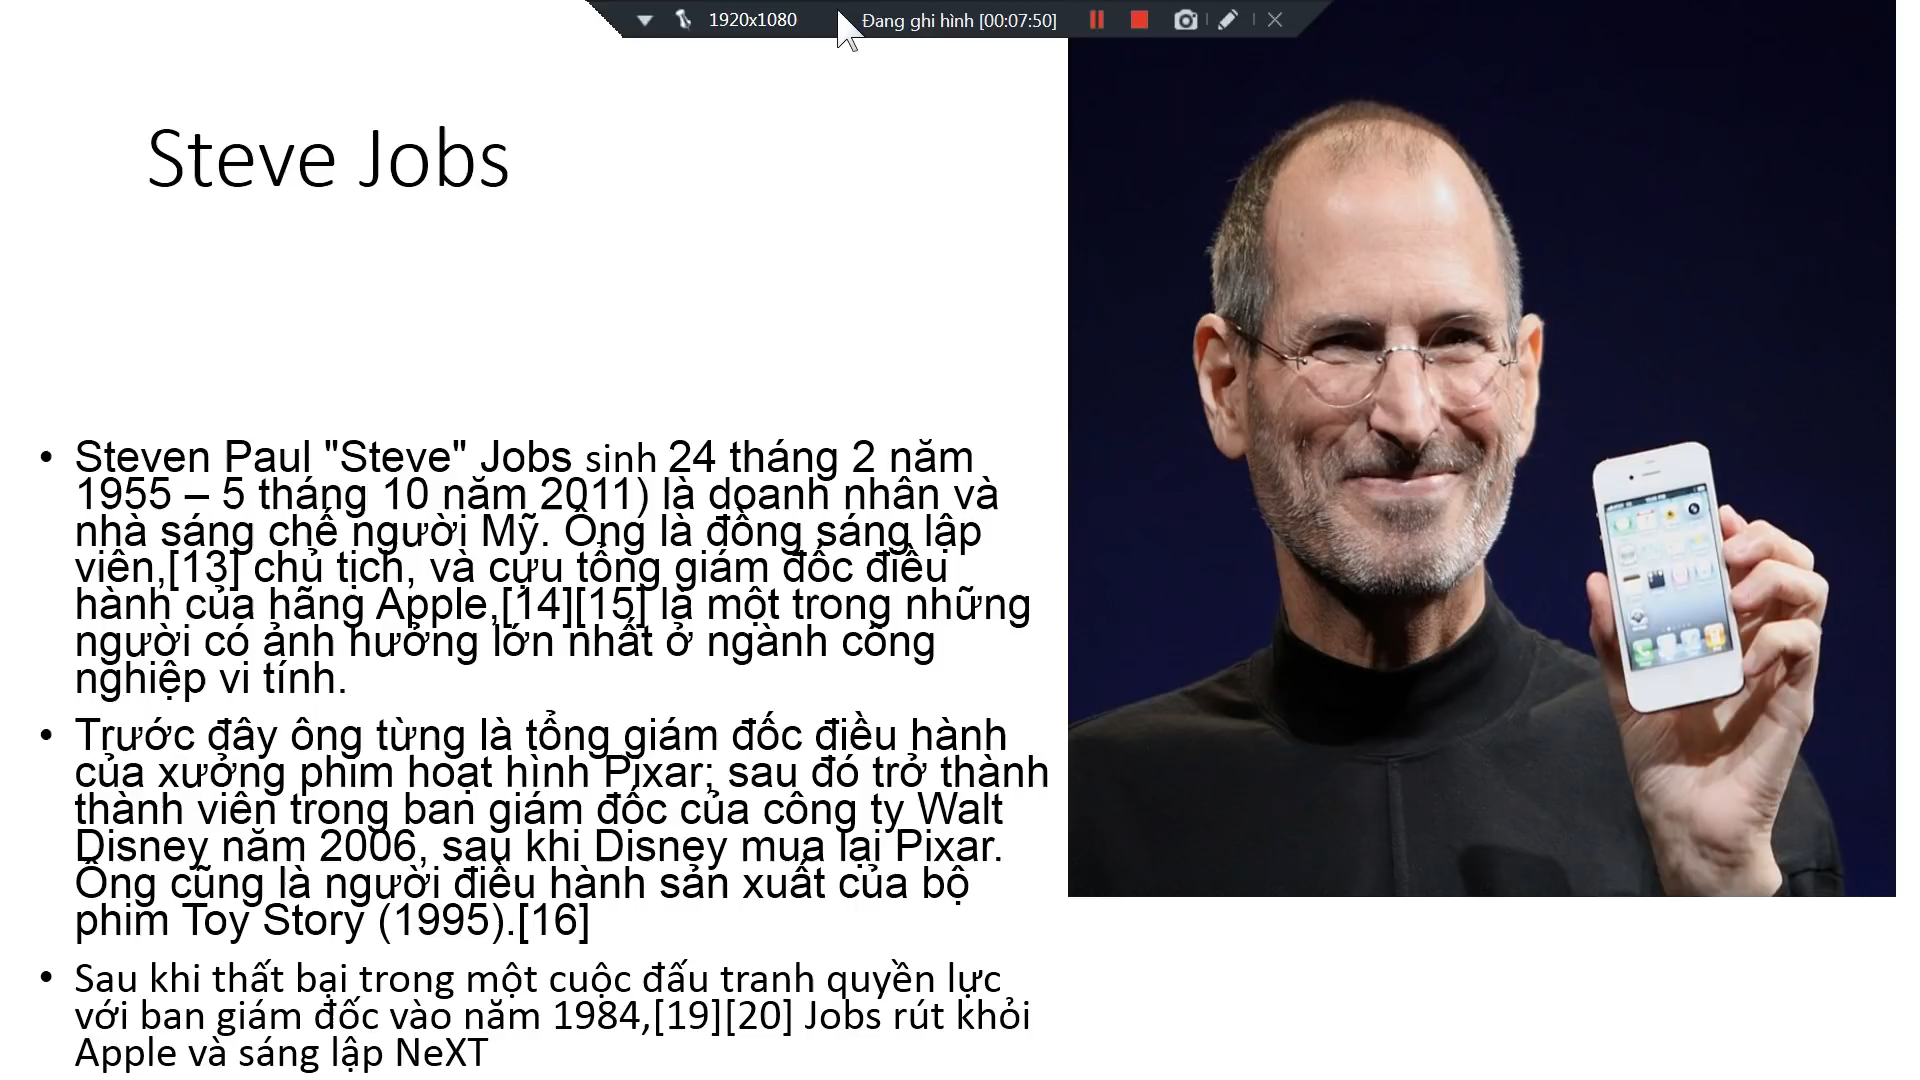 1920x1080
Đang ghi hình [00:07:50]
Steve Jobs
• Steven Paul "Steve" Jobs sinh 24 tháng 2 năm
1955 – 5 tháng 10 năm 2011) là doanh nhân và
nhà sáng chế người Mỹ. Ông là đồng sáng lập
viên,[13] chủ tịch, và cựu tổng giám đốc điều
hành của hãng Apple,[14][15] là một trong những
người có ảnh hưởng lớn nhất ở ngành công
nghiệp vi tính.
• Trước đây ông từng là tổng giám đốc điều hành
của xưởng phim hoạt hình Pixar; sau đó trở thành
thành viên trong ban giám đốc của công ty Walt
Disney năm 2006, sau khi Disney mua lại Pixar.
Ông cũng là người điều hành sản xuất của bộ
phim Toy Story (1995).[16]
• Sau khi thất bại trong một cuộc đấu tranh quyền lực
với ban giám đốc vào năm 1984,[19][20] Jobs rút khỏi
Apple và sáng lập NeXT